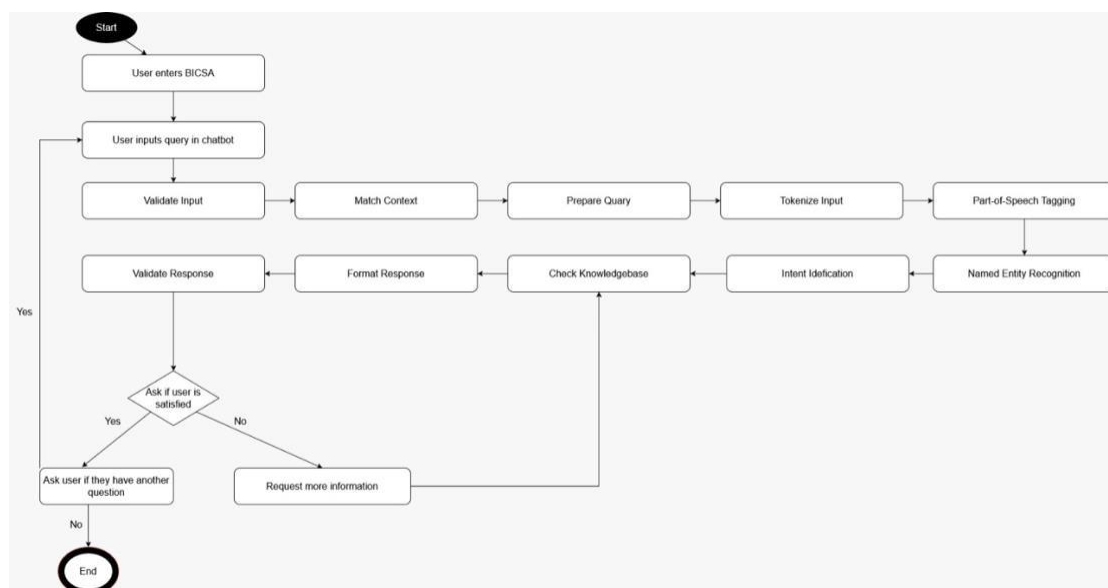 Start
User enters BICSA
User inputs query in chatbot
Validate Input
Match Context
Prepare Quary
Tokenize Input
Part-of-Speech Tagging
Validate Response
Format Response
Check Knowledgebase
Intent Idefication
Named Entity Recognition
Yes
Ask if user is
satisfied
Yes
No
Ask user if they have another
question
Request more information
No
End